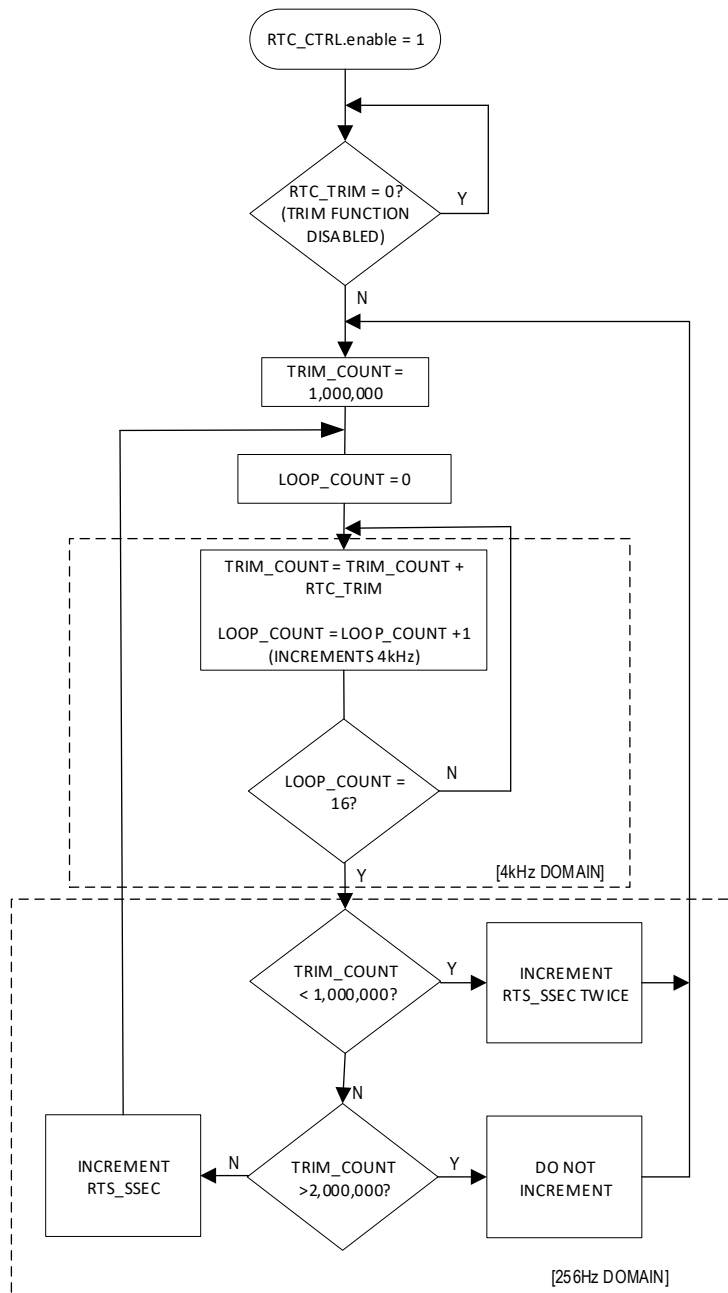 RTC_CTRL.enable = 1
RTC_TRIM = 0?
(TRIM FUNCTION
DISABLED)
Y
N
TRIM_COUNT =
1,000,000
LOOP_COUNT = 0
TRIM_COUNT = TRIM_COUNT +
RTC_TRIM
LOOP_COUNT = LOOP_COUNT +1
(INCREMENTS 4kHz)
LOOP_COUNT =
16?
N
Y
[4kHz DOMAIN]
TRIM_COUNT
< 1,000,000?
Y
INCREMENT
RTS_SSEC TWICE
N
INCREMENT
RTS_SSEC
N
TRIM_COUNT
>2,000,000?
Y
DO NOT
INCREMENT
[256Hz DOMAIN]